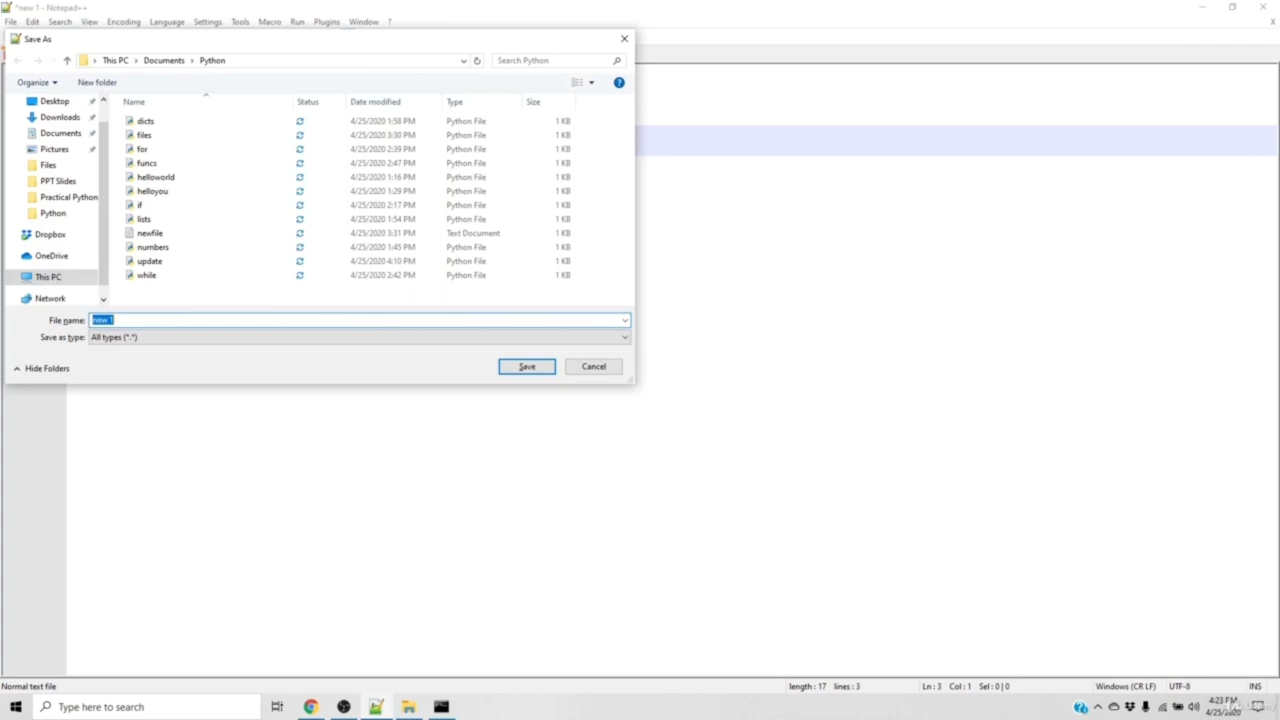 *new 1 - Notepad++
File Edit Search View Encoding Language Settings Tools Macro Run Plugins Window ?
X
Save As
This PC > Documents > Python
Search Python
Organize
New folder
Name Status Date modified Type Size
Desktop
Downloads
Documents
Pictures
Files
PPT Slides
Practical Python
Python
Dropbox
OneDrive
This PC
Network
dicts 4/25/2020 1:58 PM Python File 1 KB
files 4/25/2020 3:30 PM Python File 1 KB
for 4/25/2020 2:39 PM Python File 1 KB
funcs 4/25/2020 2:47 PM Python File 1 KB
helloworld 4/25/2020 1:16 PM Python File 1 KB
helloyou 4/25/2020 1:29 PM Python File 1 KB
if 4/25/2020 2:17 PM Python File 1 KB
lists 4/25/2020 1:54 PM Python File 1 KB
newfile 4/25/2020 3:31 PM Text Document 1 KB
numbers 4/25/2020 1:45 PM Python File 1 KB
update 4/25/2020 4:10 PM Python File 1 KB
while 4/25/2020 2:42 PM Python File 1 KB
File name: new 1
Save as type: All types (*.*)
Hide Folders
Save
Cancel
Normal text file length : 17 lines : 3 Ln : 3 Col : 1 Sel : 0 | 0 Windows (CR LF) UTF-8 INS
Type here to search
4:23 PM
4/25/2020